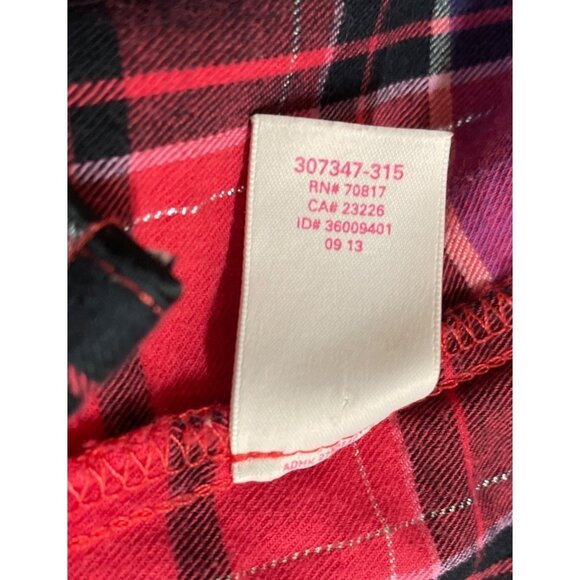 307347-315
RN# 70817
CA# 23226
ID# 36009401
09 13